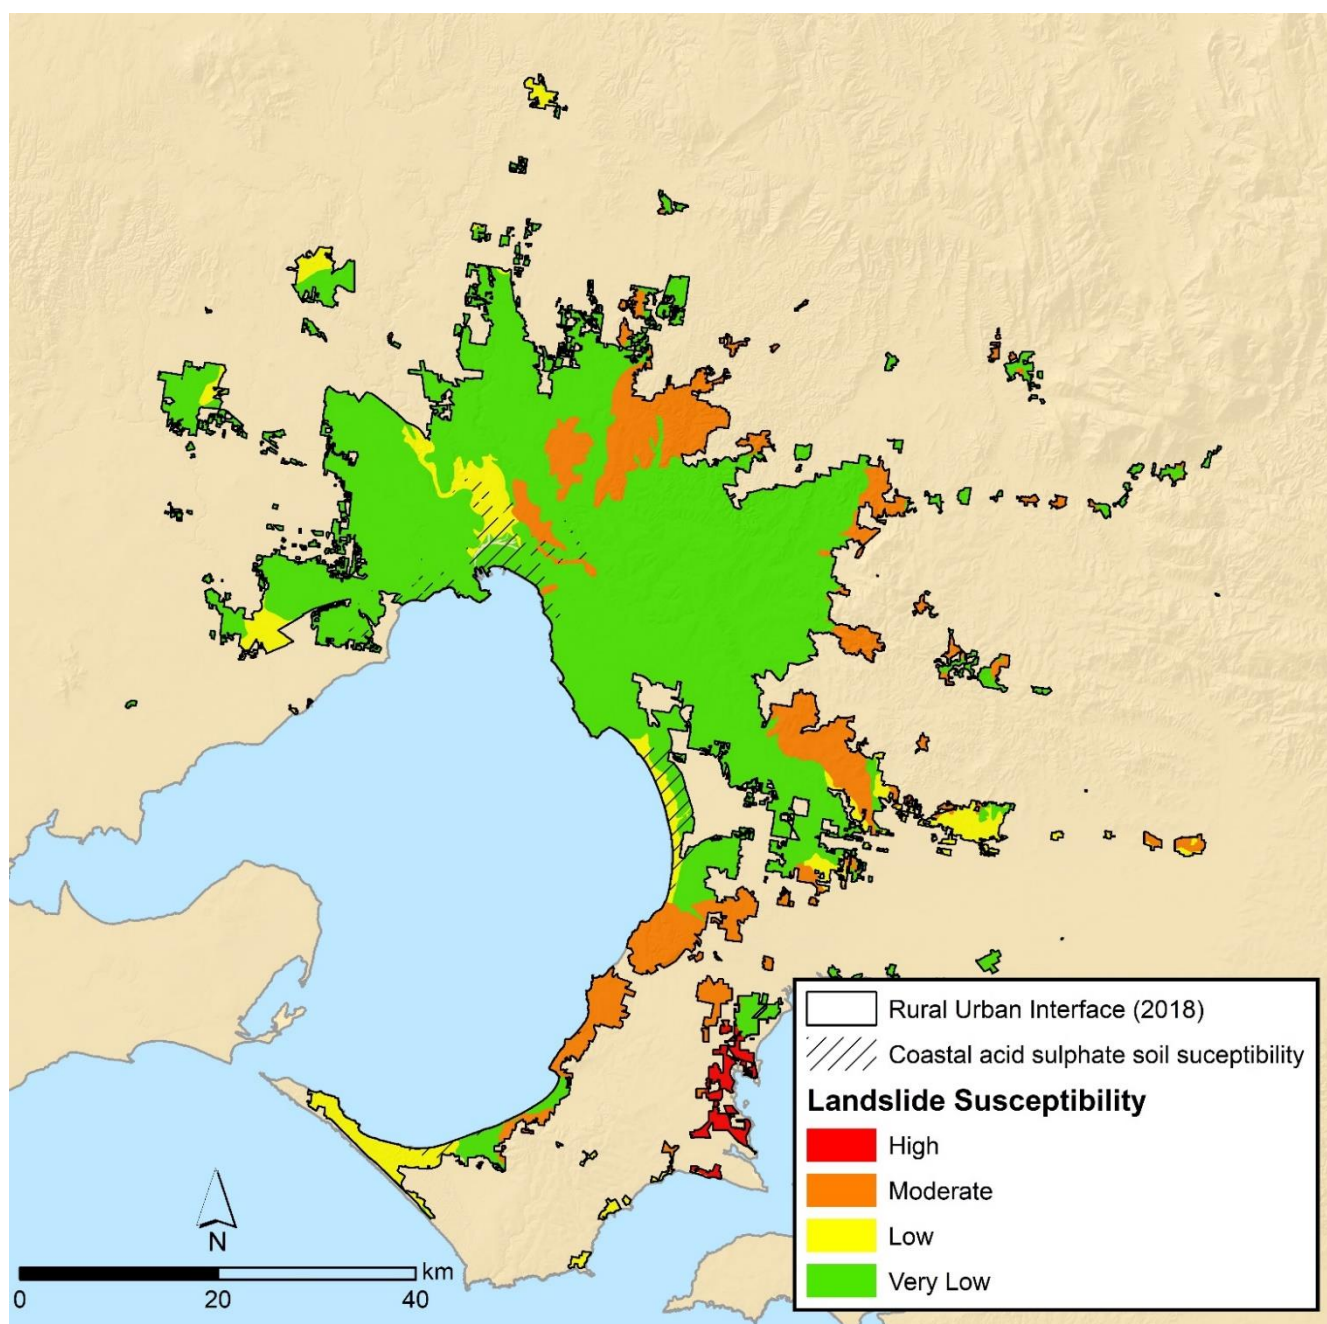 Rural Urban Interface (2018)
Coastal acid sulphate soil suceptibility
Landslide Susceptibility
High
Moderate
Low
Very Low
N
km
0 20 40